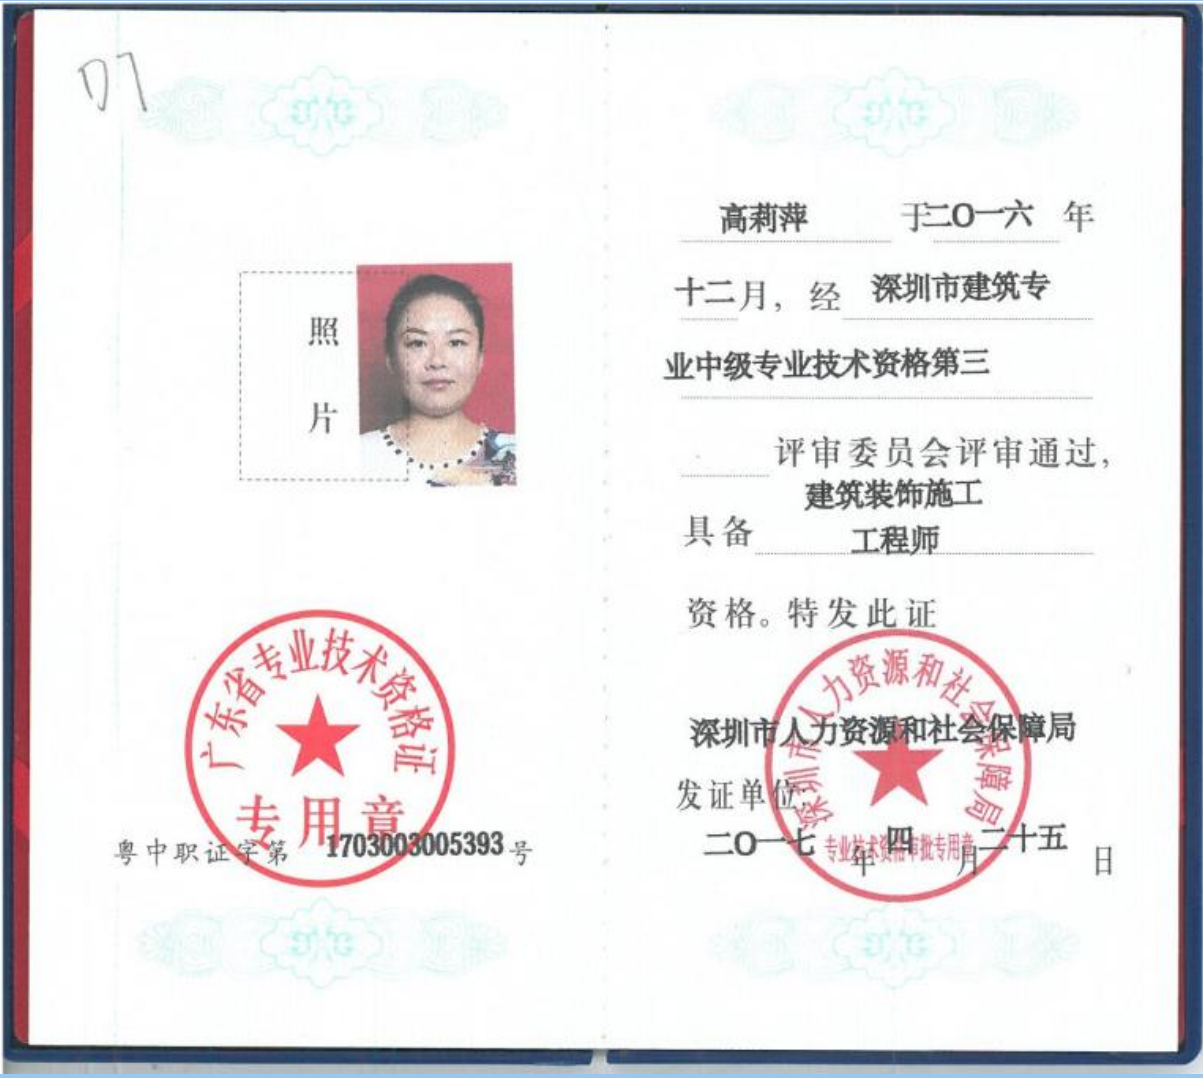 07
照
片
广东省专业技术资格证
专用章
粤中职证字第 1703003005393 号
高莉萍 于二〇一六 年
十二月，经 深圳市建筑专
业中级专业技术资格第三
评审委员会评审通过，
建筑装饰施工
具备 工程师
资格。特发此证
深圳市人力资源和社会保障局
深圳市人力资源和社会保障局
发证单位：
二〇一七 年 四 月 二十五 日
专业技术资格审批专用章